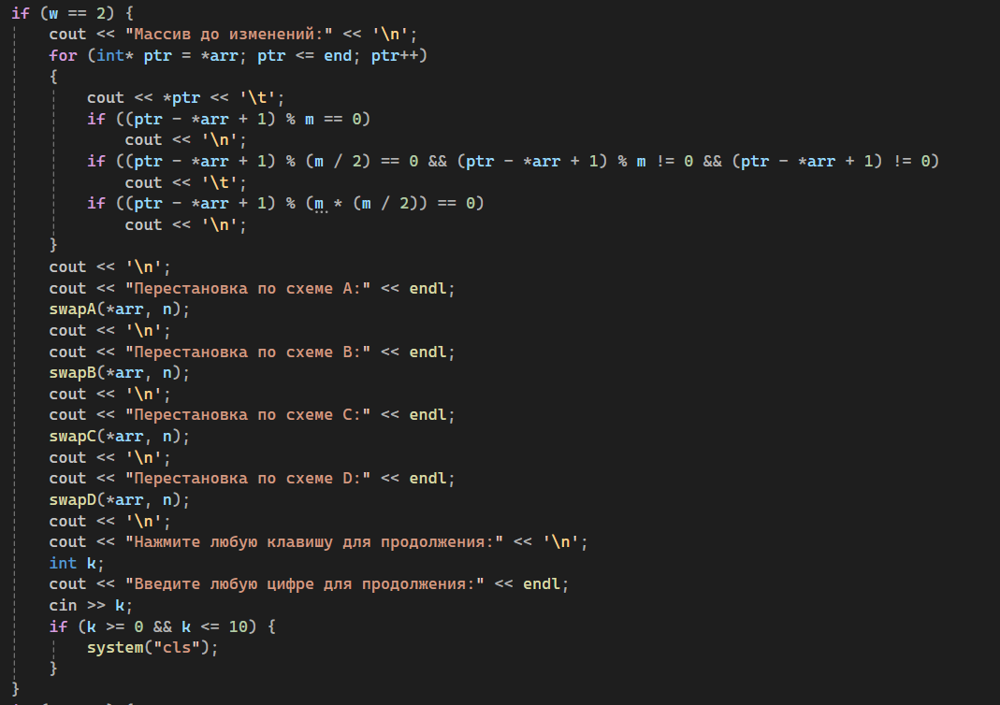 if (w == 2) {
    cout << "Массив до изменений:" << '\n';
    for (int* ptr = *arr; ptr <= end; ptr++)
    {
        cout << *ptr << '\t';
        if ((ptr - *arr + 1) % m == 0)
            cout << '\n';
        if ((ptr - *arr + 1) % (m / 2) == 0 && (ptr - *arr + 1) % m != 0 && (ptr - *arr + 1) != 0)
            cout << '\t';
        if ((ptr - *arr + 1) % (m * (m / 2)) == 0)
            cout << '\n';
    }
    cout << '\n';
    cout << "Перестановка по схеме A:" << endl;
    swapA(*arr, n);
    cout << '\n';
    cout << "Перестановка по схеме B:" << endl;
    swapB(*arr, n);
    cout << '\n';
    cout << "Перестановка по схеме C:" << endl;
    swapC(*arr, n);
    cout << '\n';
    cout << "Перестановка по схеме D:" << endl;
    swapD(*arr, n);
    cout << '\n';
    cout << "Нажмите любую клавишу для продолжения:" << '\n';
    int k;
    cout << "Введите любую цифре для продолжения:" << endl;
    cin >> k;
    if (k >= 0 && k <= 10) {
        system("cls");
    }
}